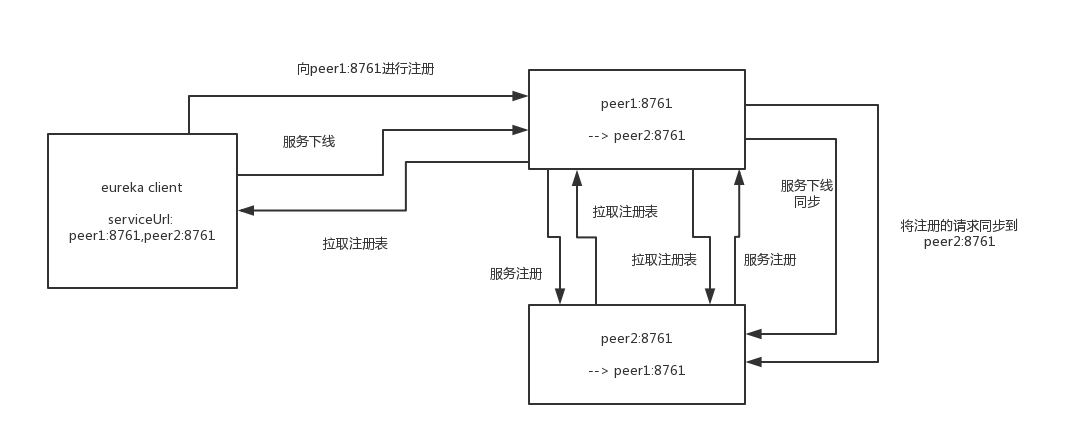 向peer1:8761进行注册
peer1:8761
--> peer2:8761
服务下线
eureka client
serviceUrl:
peer1:8761,peer2:8761
拉取注册表
服务下线
同步
拉取注册表
将注册的请求同步到
peer2:8761
服务注册
拉取注册表
服务注册
peer2:8761
--> peer1:8761